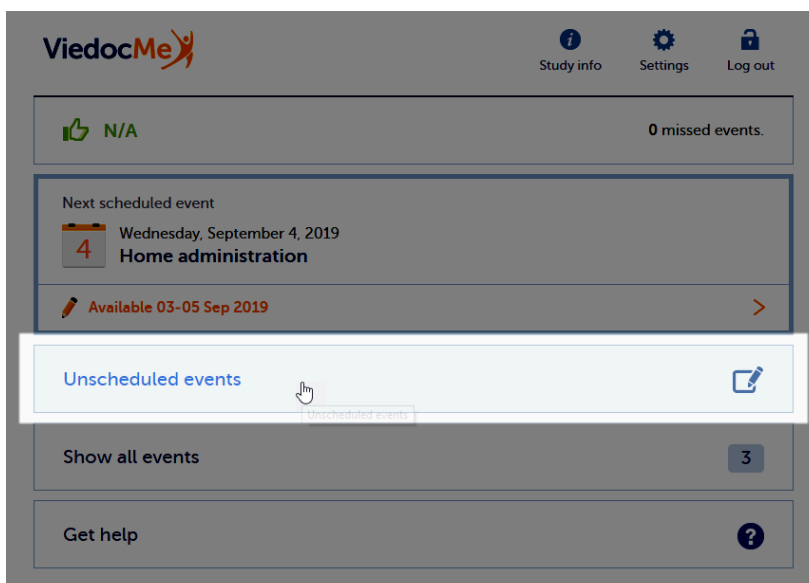 ViedocMe
Study info
Settings
Log out
N/A
0 missed events.
Next scheduled event
4
Wednesday, September 4, 2019
Home administration
Available 03-05 Sep 2019
Unscheduled events
Unscheduled events
Show all events
3
Get help